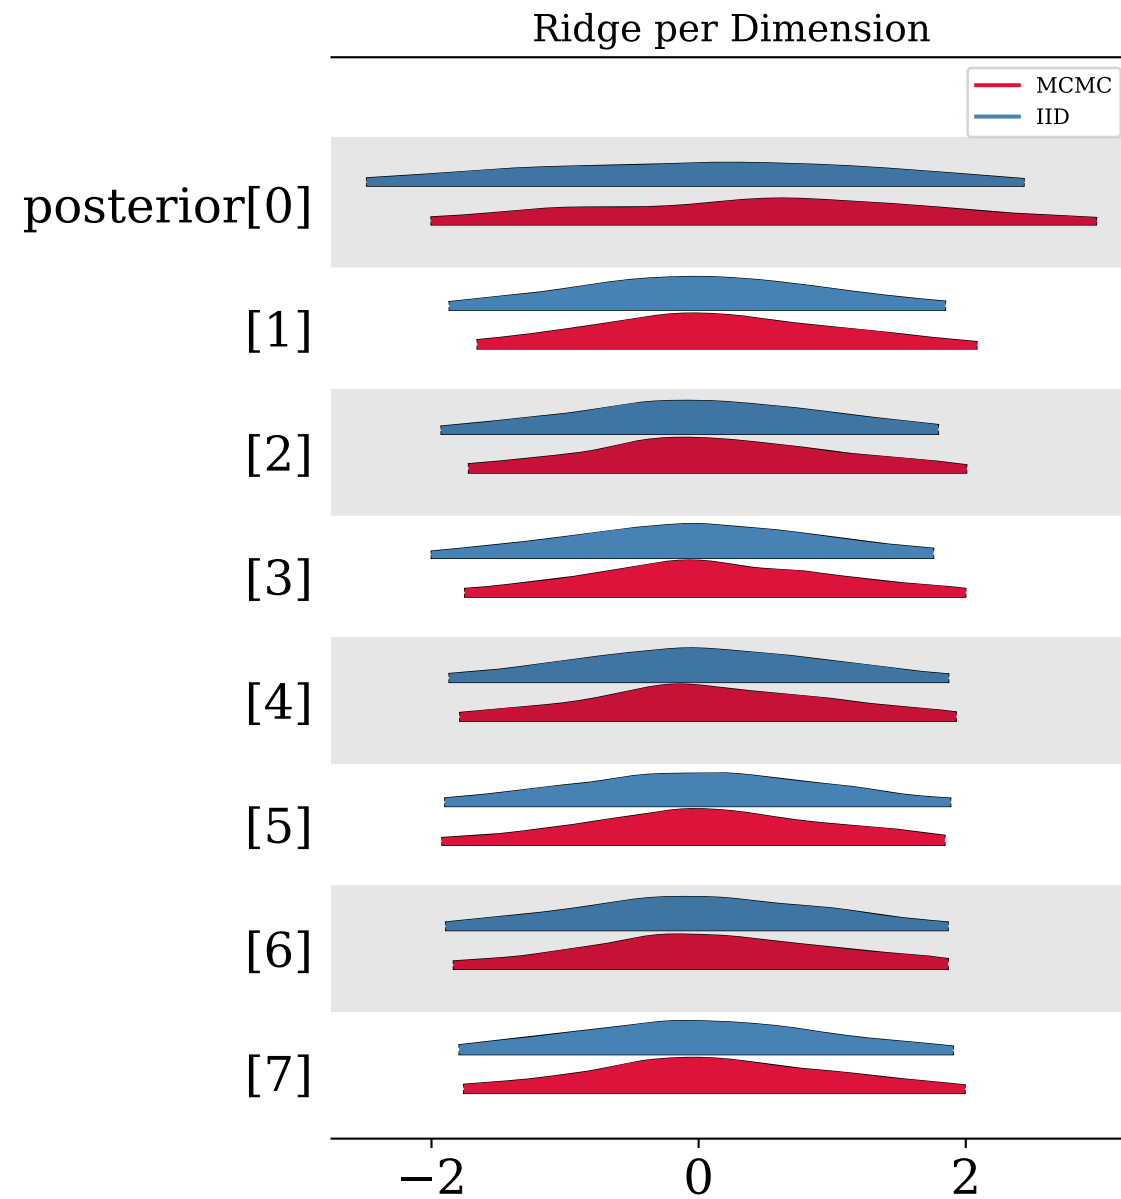 Ridge per Dimension
MCMC
IID
posterior[0]
[1]
[2]
[3]
[4]
[5]
[6]
[7]
−2 0 2